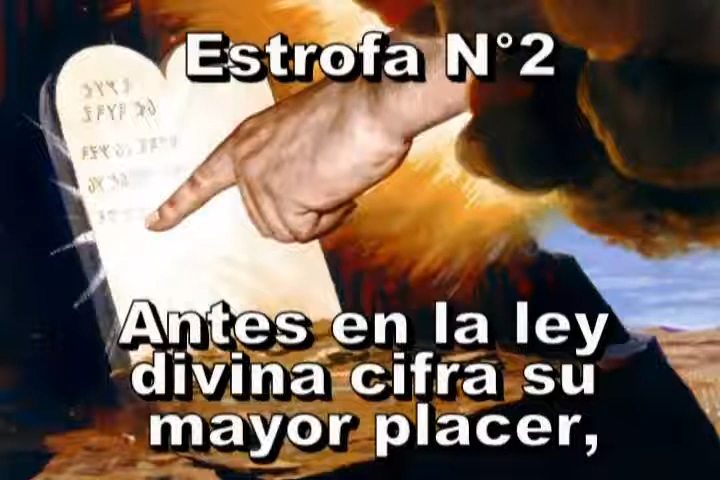 Estrofa N°2
Antes en la ley
divina cifra su
mayor placer,